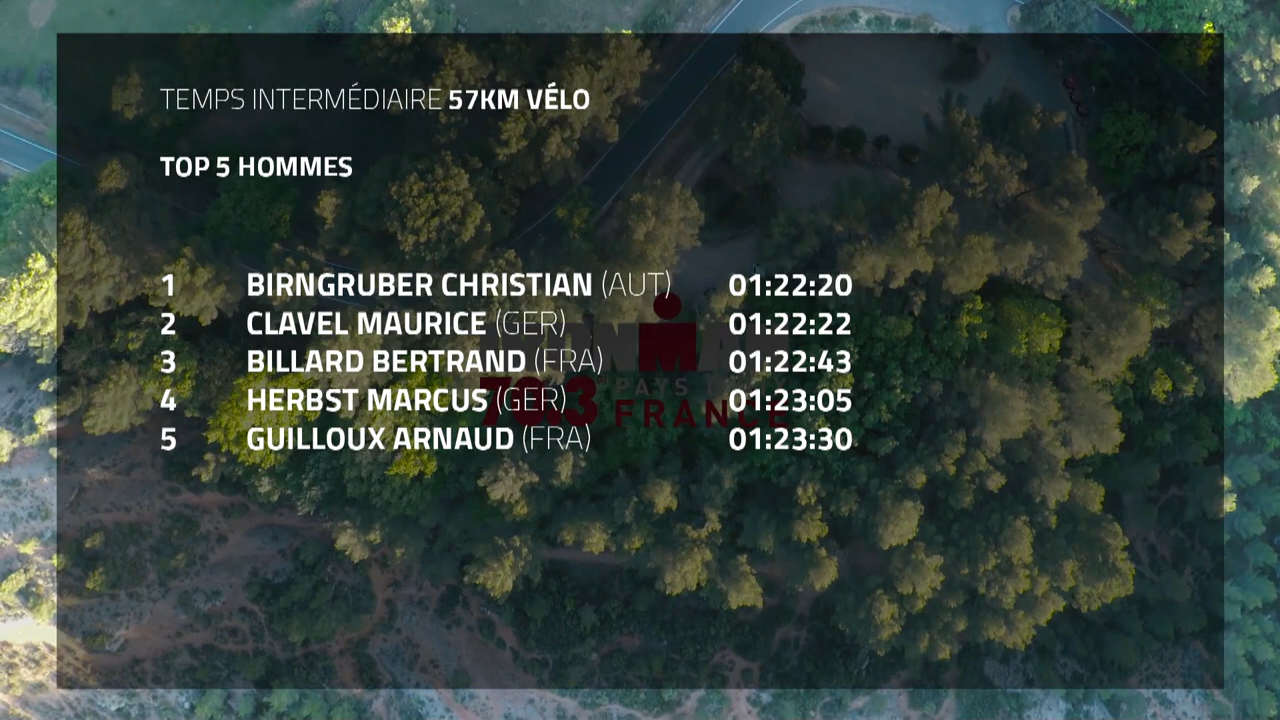 TEMPS INTERMÉDIAIRE 57KM VÉLO
TOP 5 HOMMES
1 BIRNGRUBER CHRISTIAN (AUT) 01:22:20
2 CLAVEL MAURICE (GER) 01:22:22
3 BILLARD BERTRAND (FRA) 01:22:43
4 HERBST MARCUS (GER) 01:23:05
5 GUILLOUX ARNAUD (FRA) 01:23:30
PAYS
FRANCE